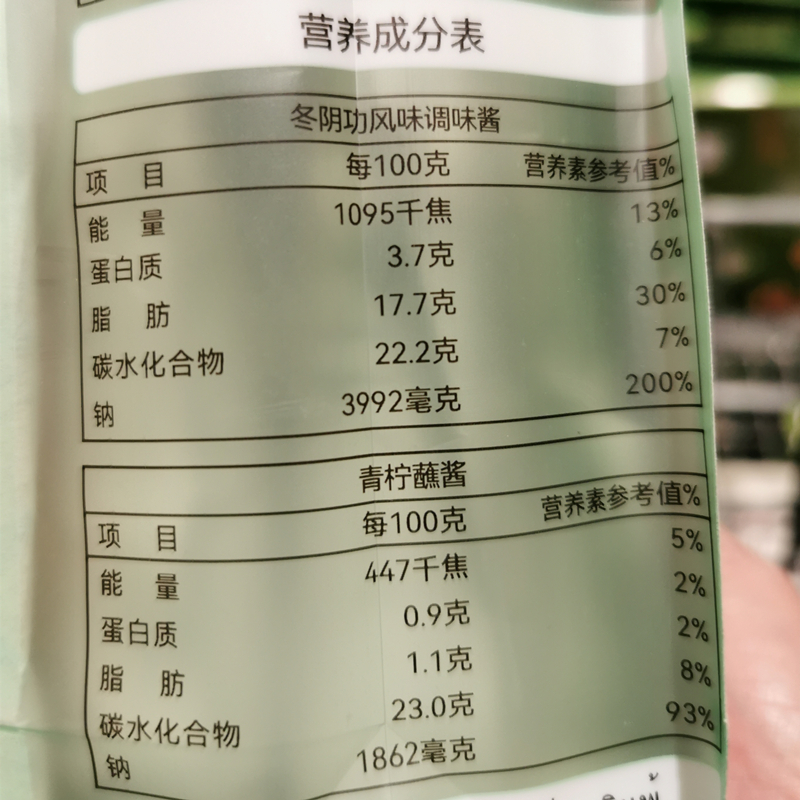 营养成分表
冬阴功风味调味酱
项目 每100克 营养素参考值%
能量 1095千焦 13%
蛋白质 3.7克 6%
脂肪 17.7克 30%
碳水化合物 22.2克 7%
钠 3992毫克 200%
青柠蘸酱
项目 每100克 营养素参考值%
能量 447千焦 5%
蛋白质 0.9克 2%
脂肪 1.1克 2%
碳水化合物 23.0克 8%
钠 1862毫克 93%